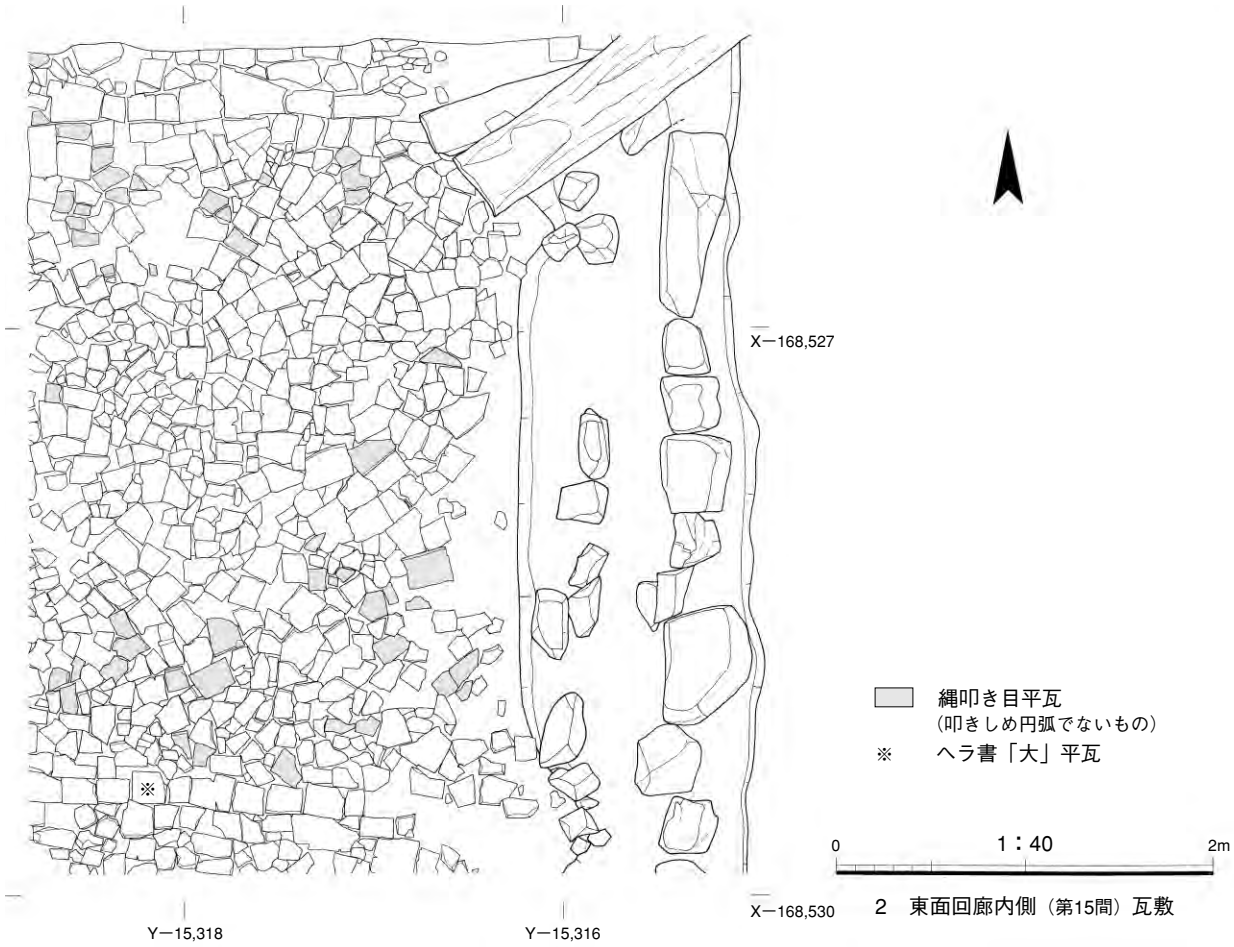 X−168,527
縄叩き目平瓦
(叩きしめ円弧でないもの)
※ ヘラ書「大」平瓦
※
0 1：40 2m
X−168,530
2 東面回廊内側（第15間）瓦敷
Y−15,318 Y−15,316